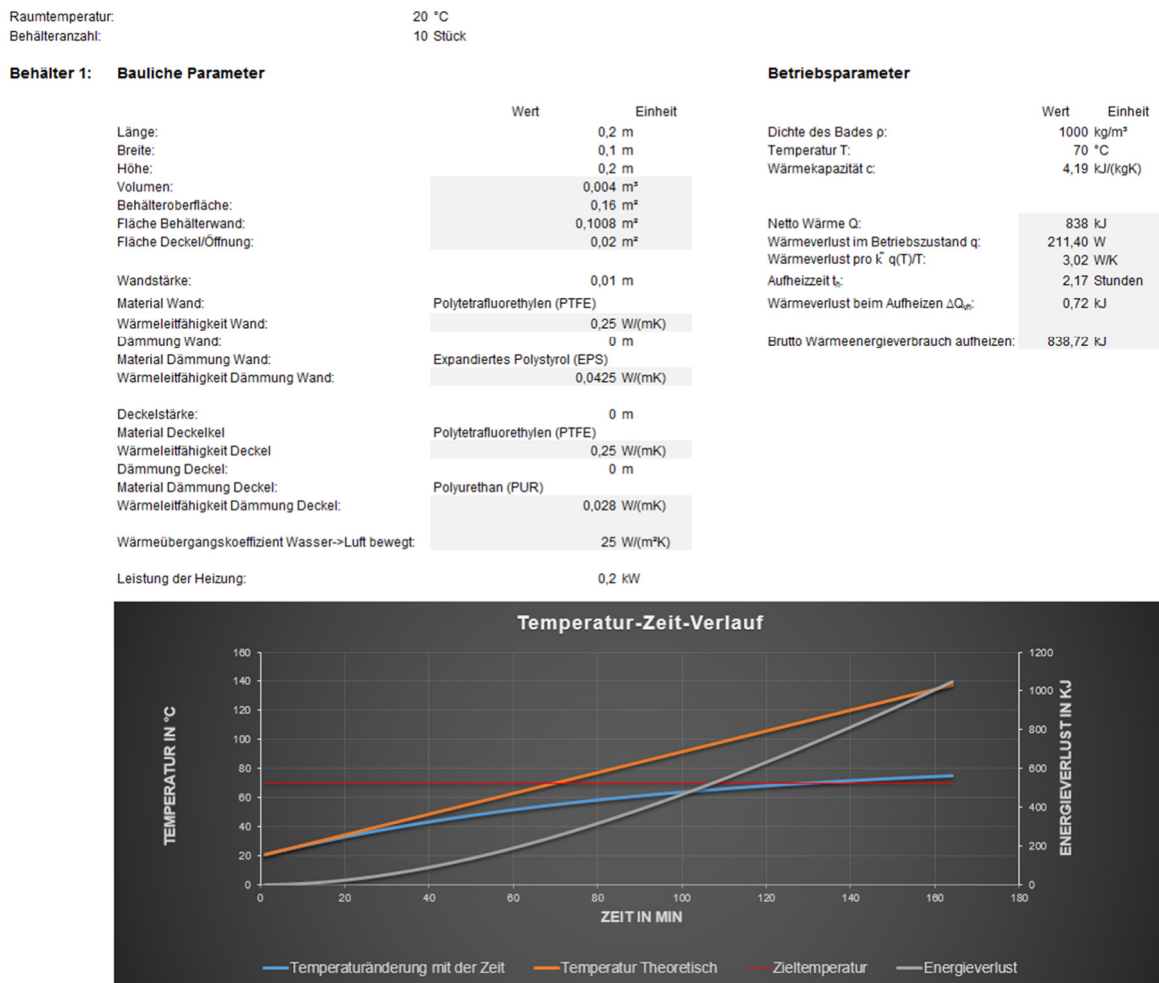 Raumtemperatur: 20 °C
Behälteranzahl: 10 Stück
Behälter 1: Bauliche Parameter Betriebsparameter
Wert Einheit Wert Einheit
Länge: 0,2 m Dichte des Bades ρ: 1000 kg/m³
Breite: 0,1 m Temperatur T: 70 °C
Höhe: 0,2 m Wärmekapazität c: 4,19 kJ/(kgK)
Volumen: 0,004 m³
Behälteroberfläche: 0,16 m²
Fläche Behälterwand: 0,1008 m² Netto Wärme Q: 838 kJ
Fläche Deckel/Öffnung: 0,02 m² Wärmeverlust im Betriebszustand q: 211,40 W
Wärmeverlust pro k̃ q(T)/T: 3,02 W/K
Wandstärke: 0,01 m Aufheizzeit tₕ: 2,17 Stunden
Material Wand: Polytetrafluorethylen (PTFE) Wärmeverlust beim Aufheizen ΔQᵥₕ: 0,72 kJ
Wärmeleitfähigkeit Wand: 0,25 W/(mK)
Dämmung Wand: 0 m Brutto Wärmeenergieverbrauch aufheizen: 838,72 kJ
Material Dämmung Wand: Expandiertes Polystyrol (EPS)
Wärmeleitfähigkeit Dämmung Wand: 0,0425 W/(mK)
Deckelstärke: 0 m
Material Deckelkel Polytetrafluorethylen (PTFE)
Wärmeleitfähigkeit Deckel 0,25 W/(mK)
Dämmung Deckel: 0 m
Material Dämmung Deckel: Polyurethan (PUR)
Wärmeleitfähigkeit Dämmung Deckel: 0,028 W/(mK)
Wärmeübergangskoeffizient Wasser->Luft bewegt: 25 W/(m²K)
Leistung der Heizung: 0,2 kW
Temperatur-Zeit-Verlauf
160 1200
140
1000
120
100 800
80 600
60
400
40
20 200
0 0
0 20 40 60 80 100 120 140 160 180
TEMPERATUR IN °C
ENERGIEVERLUST IN KJ
ZEIT IN MIN
Temperaturänderung mit der Zeit Temperatur Theoretisch Zieltemperatur Energieverlust